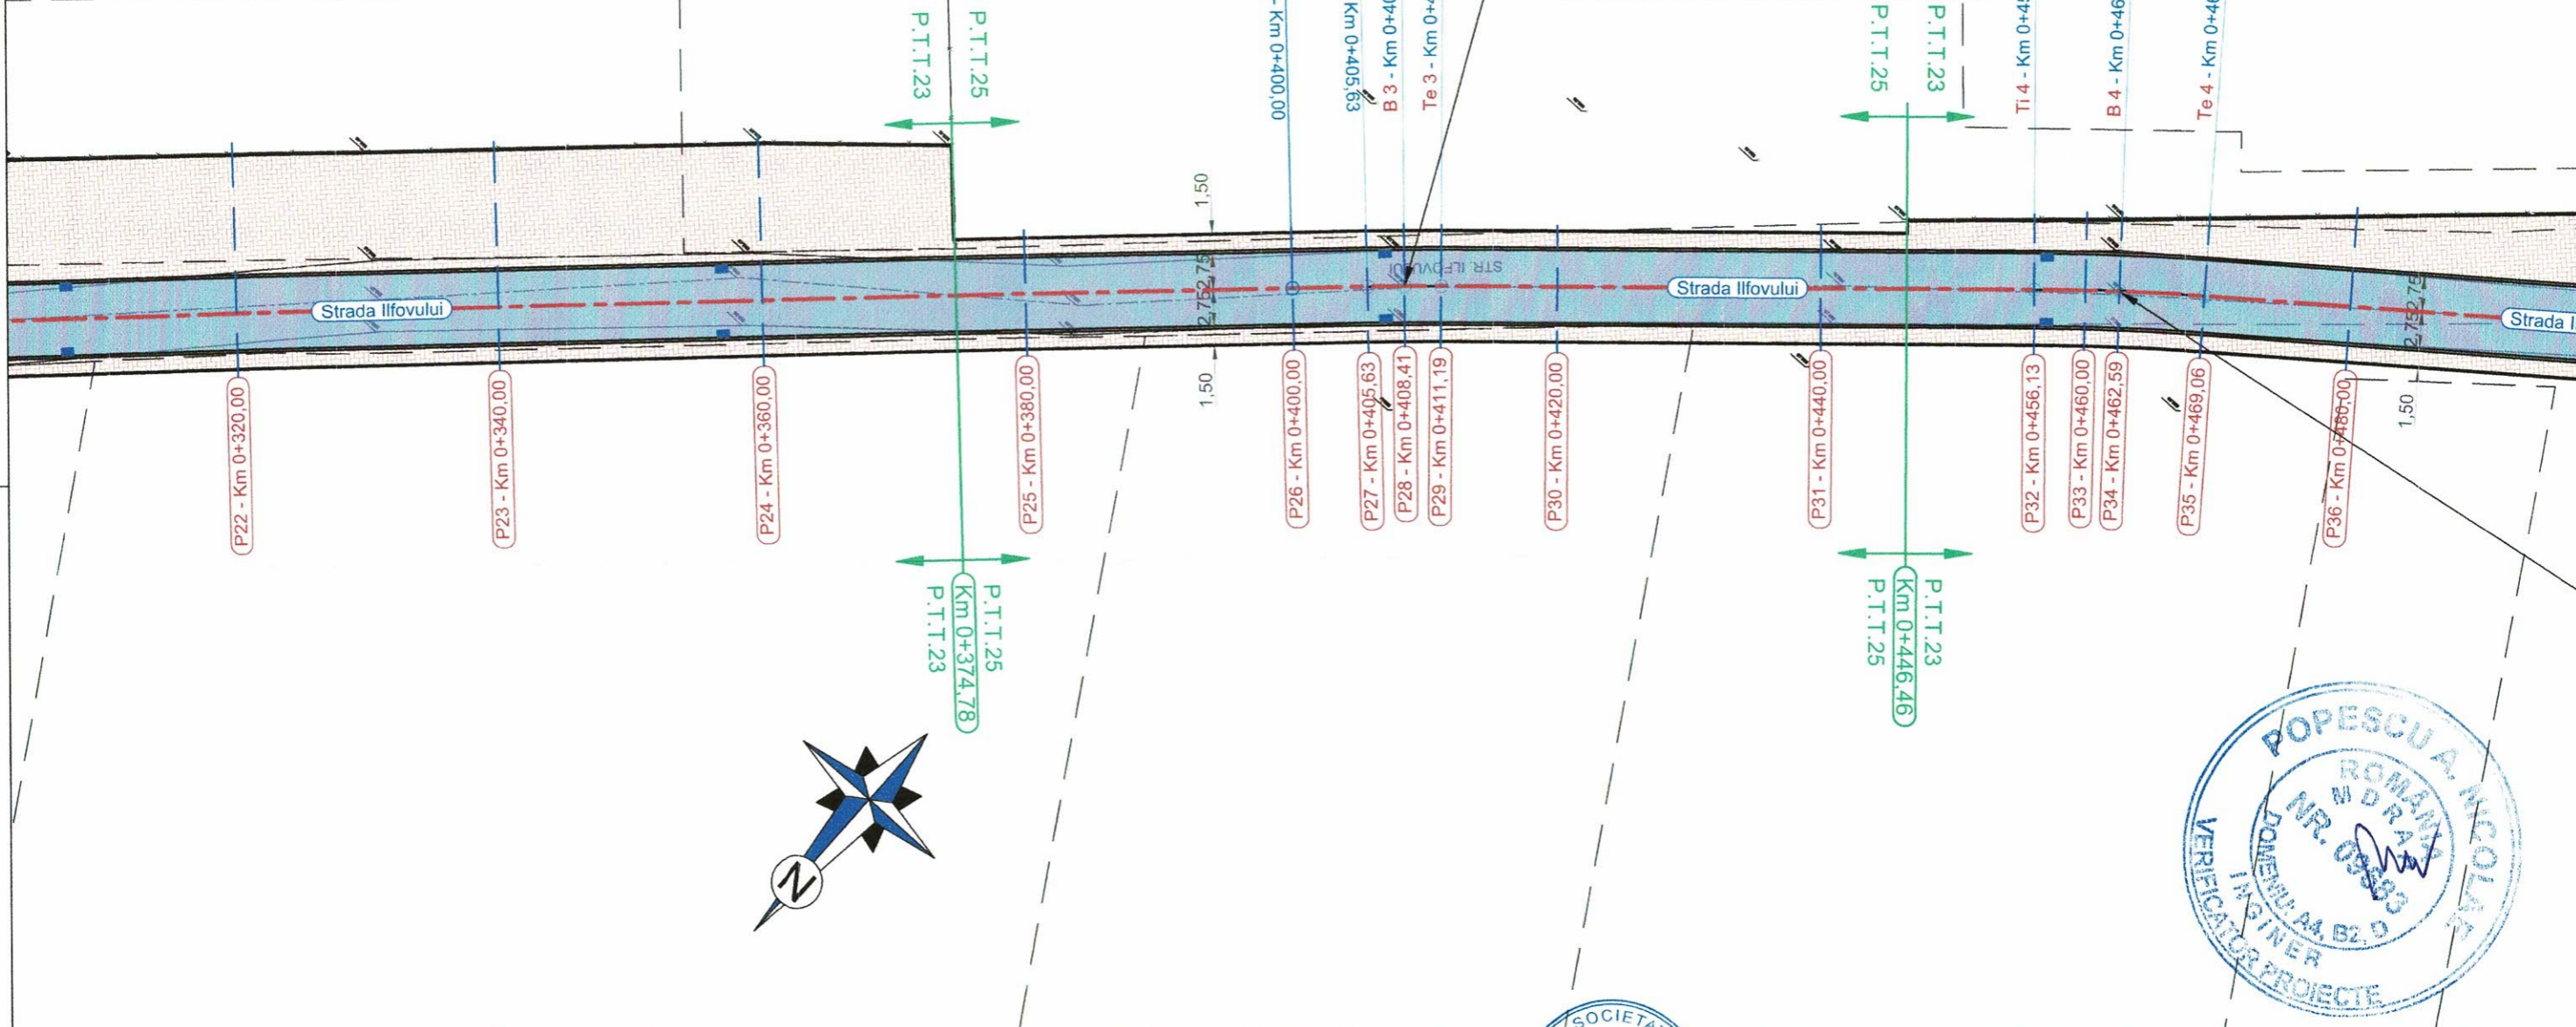 P.T.T.23
P.T.T.25
- Km 0+400,00
Km 0+405,63
B 3 - Km 0+40
Te 3 - Km 0+4
P.T.T.25
P.T.T.23
Ti 4 - Km 0+45
B 4 - Km 0+46
Te 4 - Km 0+46
1,50
2,75
2,75
STR. ILFOVULUI
Strada Ilfovului
Strada Ilfovului
Strada I
2,75
2,75
1,50
1,50
P22 - Km 0+320,00
P23 - Km 0+340,00
P24 - Km 0+360,00
P25 - Km 0+380,00
P26 - Km 0+400,00
P27 - Km 0+405,63
P28 - Km 0+408,41
P29 - Km 0+411,19
P30 - Km 0+420,00
P31 - Km 0+440,00
P32 - Km 0+456,13
P33 - Km 0+460,00
P34 - Km 0+462,59
P35 - Km 0+469,06
P36 - Km 0+480,00
P.T.T.23
Km 0+374,78
P.T.T.25
P.T.T.25
Km 0+446,46
P.T.T.23
N
POPESCU A. NICOLAE
ROMÂNIA
MDRAP
NR.
DOMENIU: A4, B2, D
INGINER
VERIFICATOR PROIECTE
SOCIETA